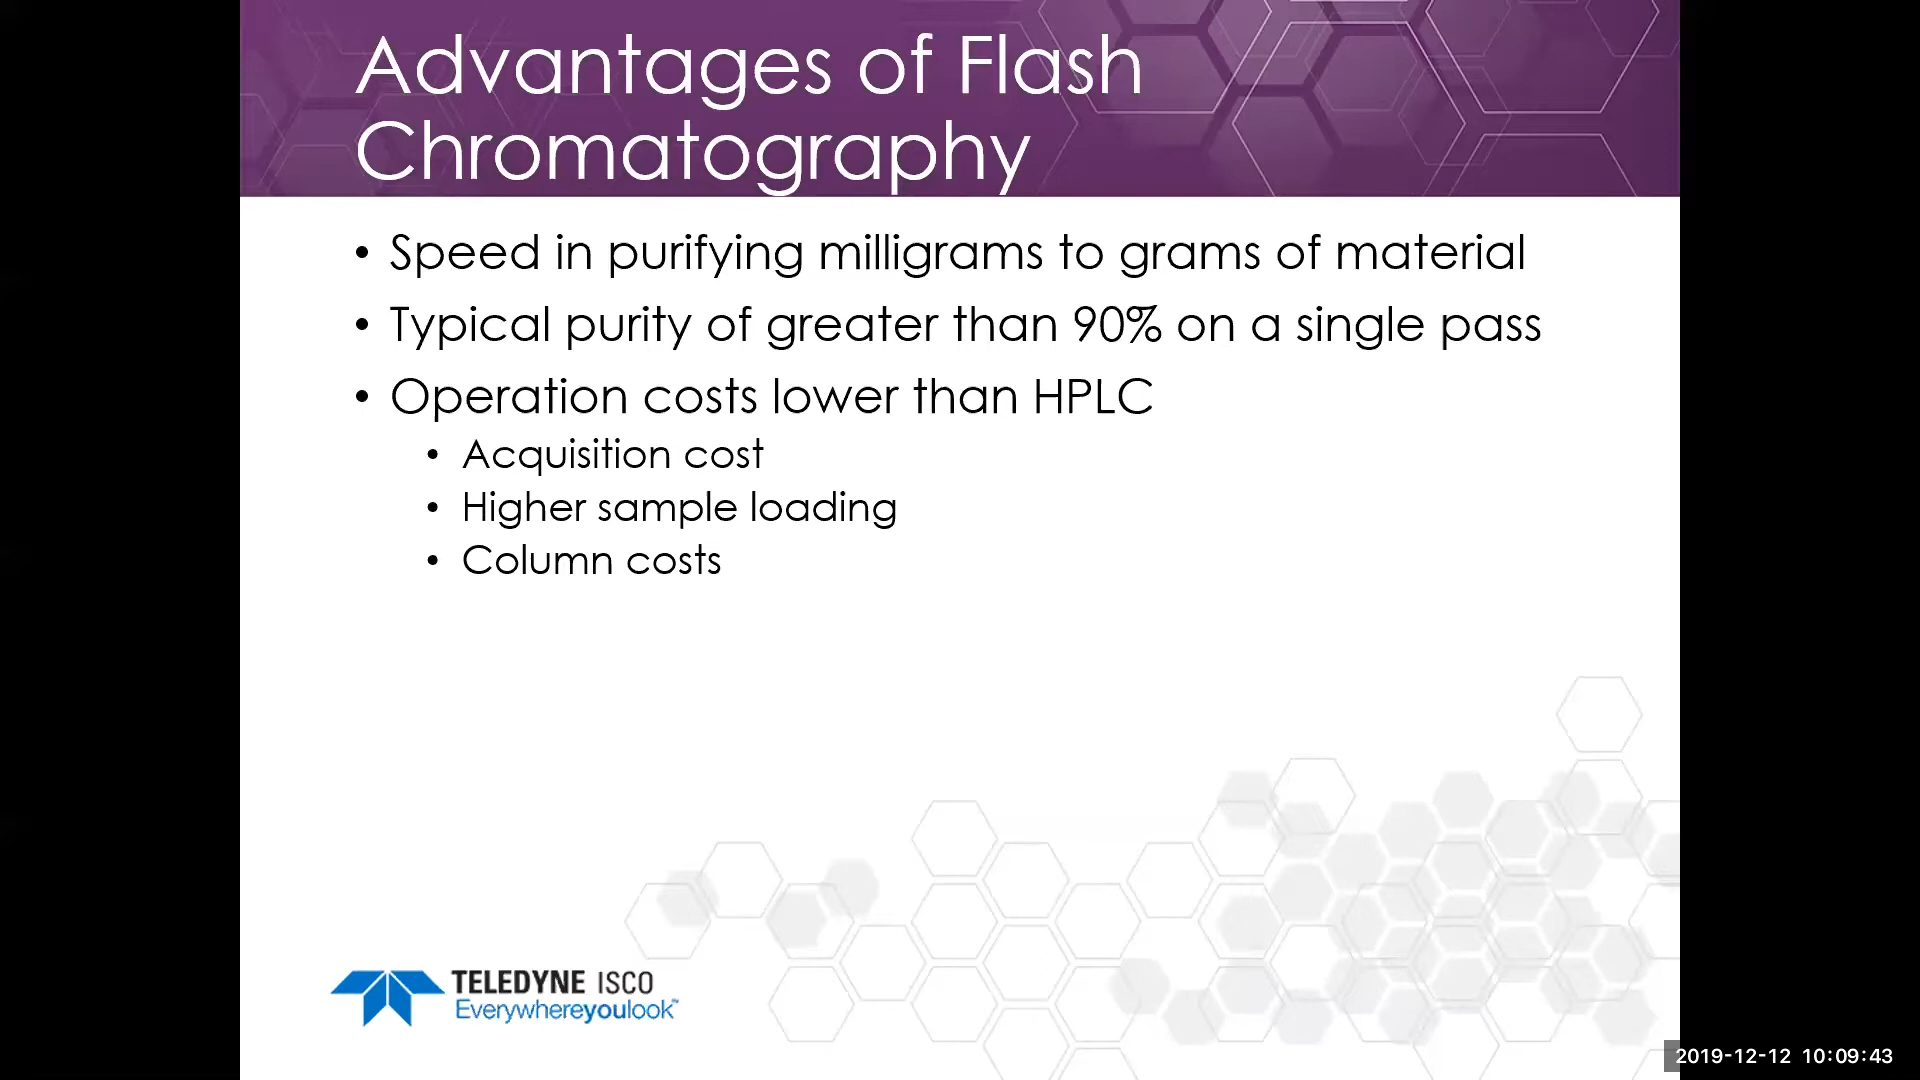 Advantages of Flash
Chromatography
• Speed in purifying milligrams to grams of material
• Typical purity of greater than 90% on a single pass
• Operation costs lower than HPLC
• Acquisition cost
• Higher sample loading
• Column costs
TELEDYNE ISCO
Everywhereyoulook™
2019-12-12 10:09:43